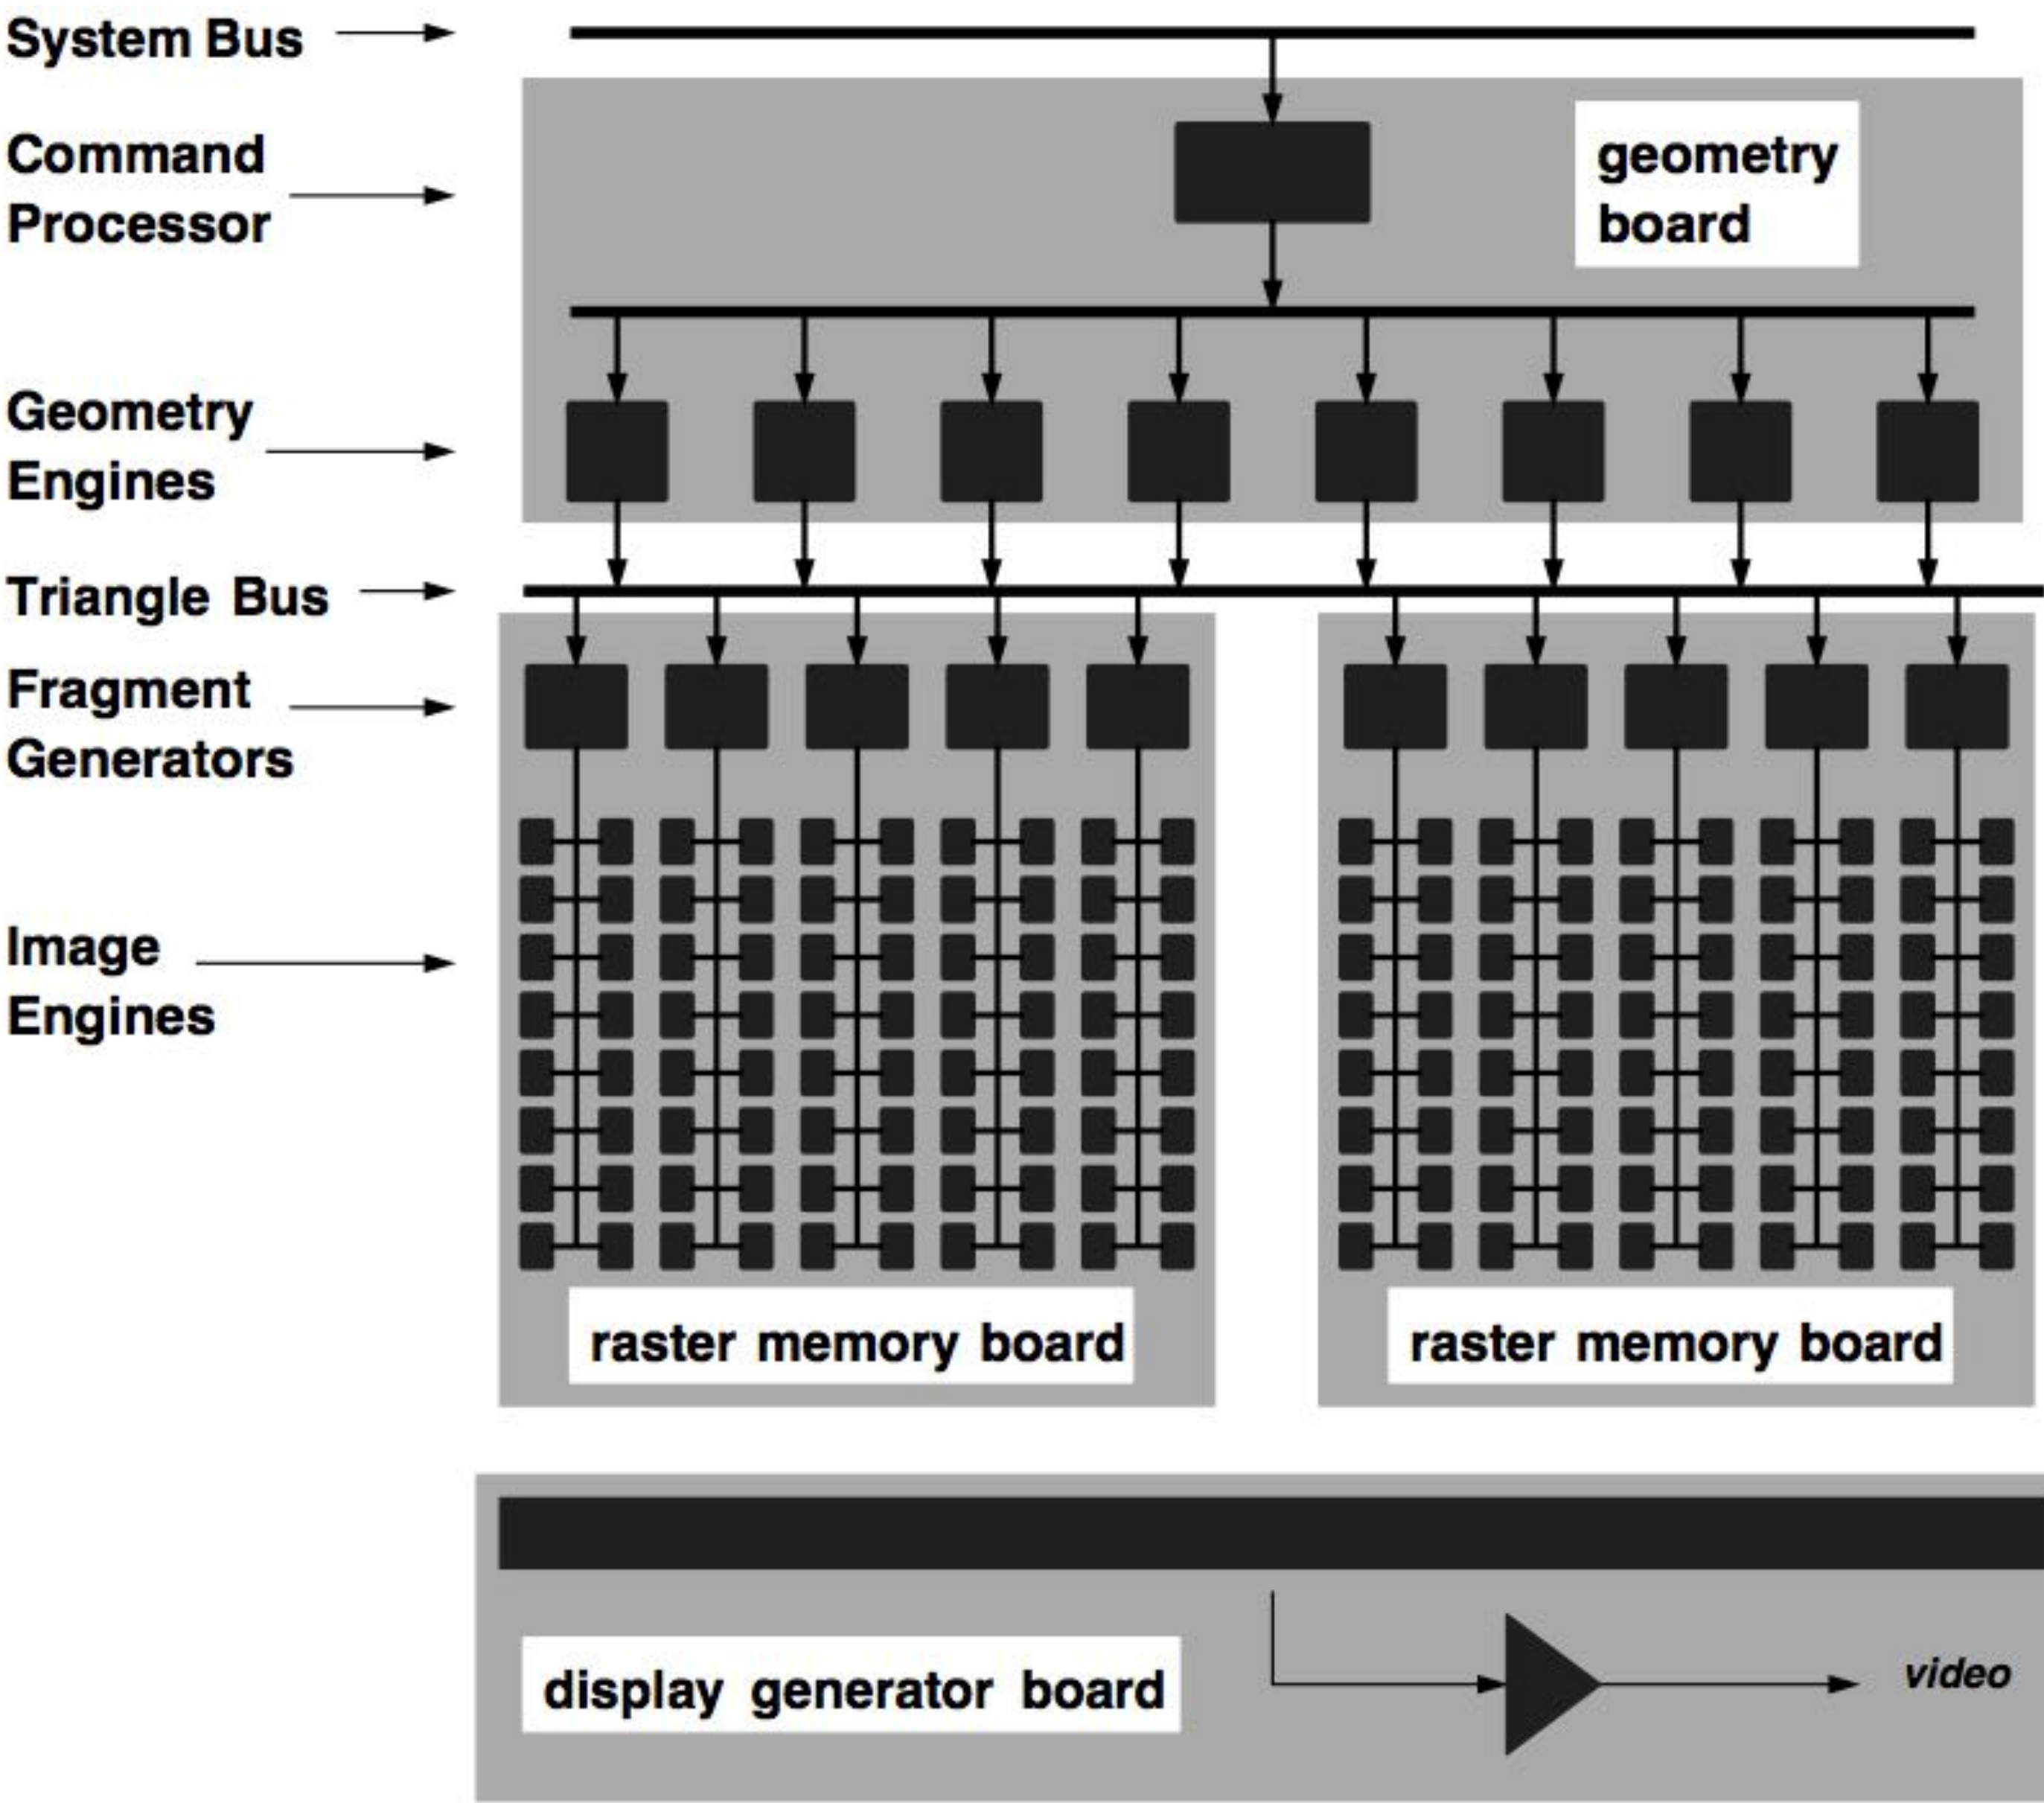 System Bus
Command
Processor
geometry
board
Geometry
Engines
Triangle Bus
Fragment
Generators
Image
Engines
raster memory board
raster memory board
display generator board
video